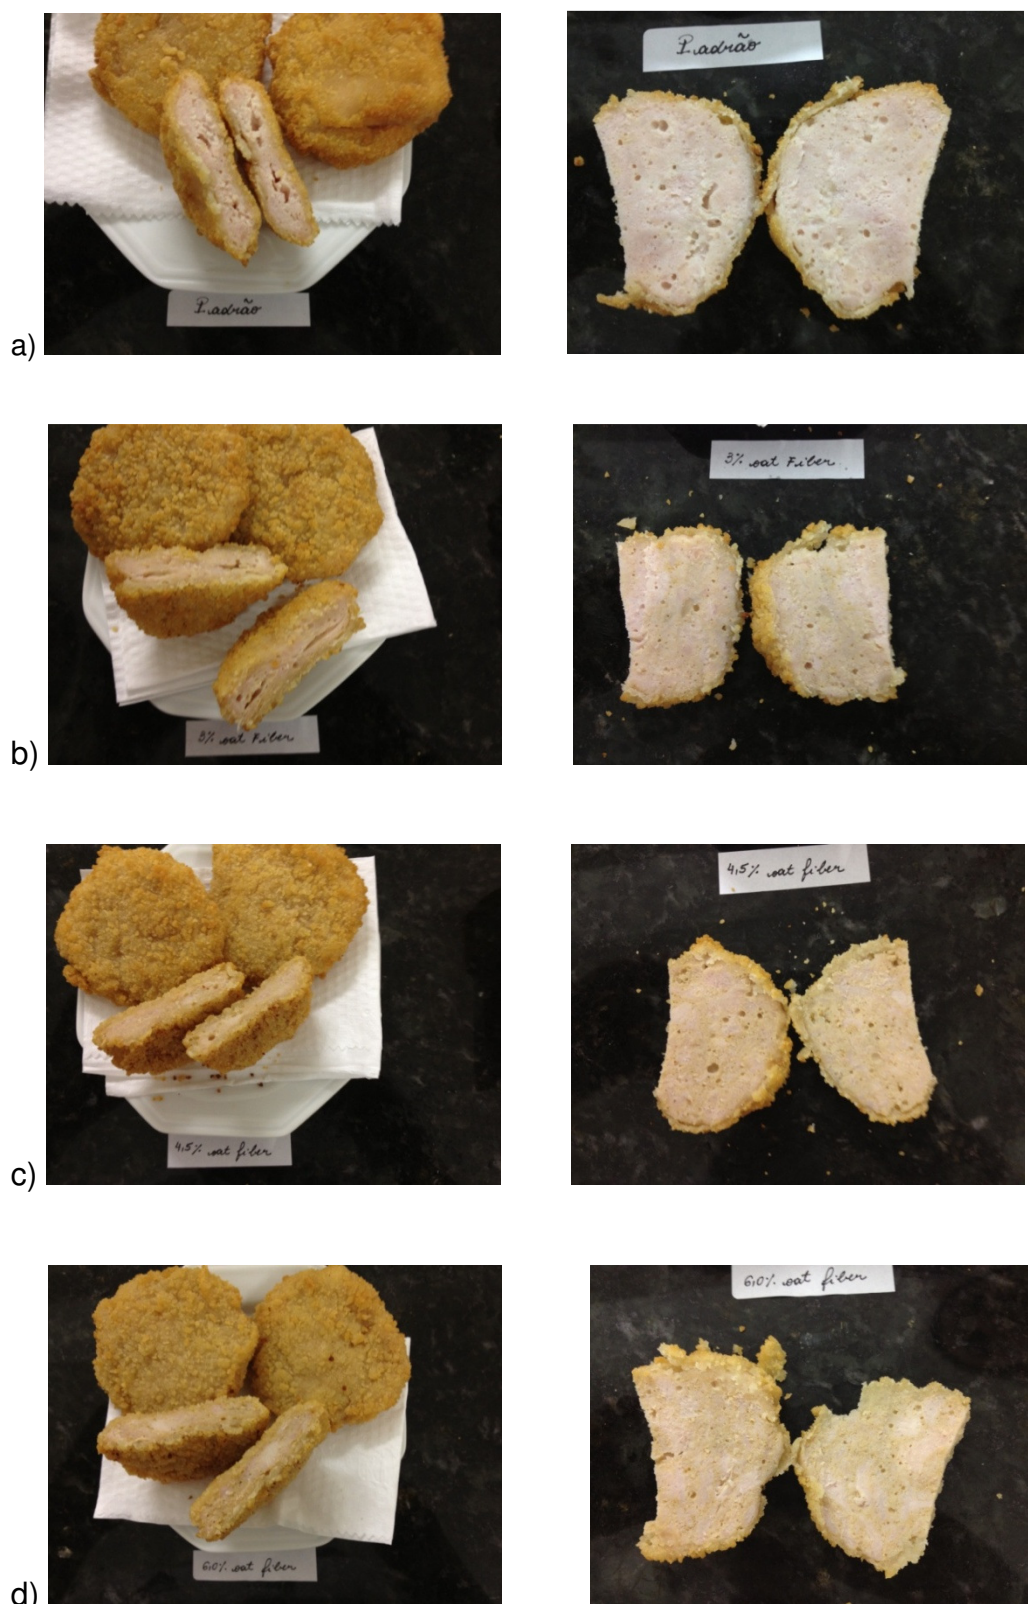 Padrão
Padrão
a)
3% oat Fiber.
3% oat Fiber
b)
4,5% oat fiber
4,5% oat fiber
c)
6,0% oat fiber
6,0% oat fiber
d)